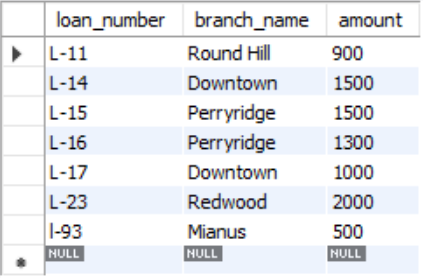 loan_number branch_name amount
L-11 Round Hill 900
L-14 Downtown 1500
L-15 Perryridge 1500
L-16 Perryridge 1300
L-17 Downtown 1000
L-23 Redwood 2000
l-93 Mianus 500
NULL NULL NULL